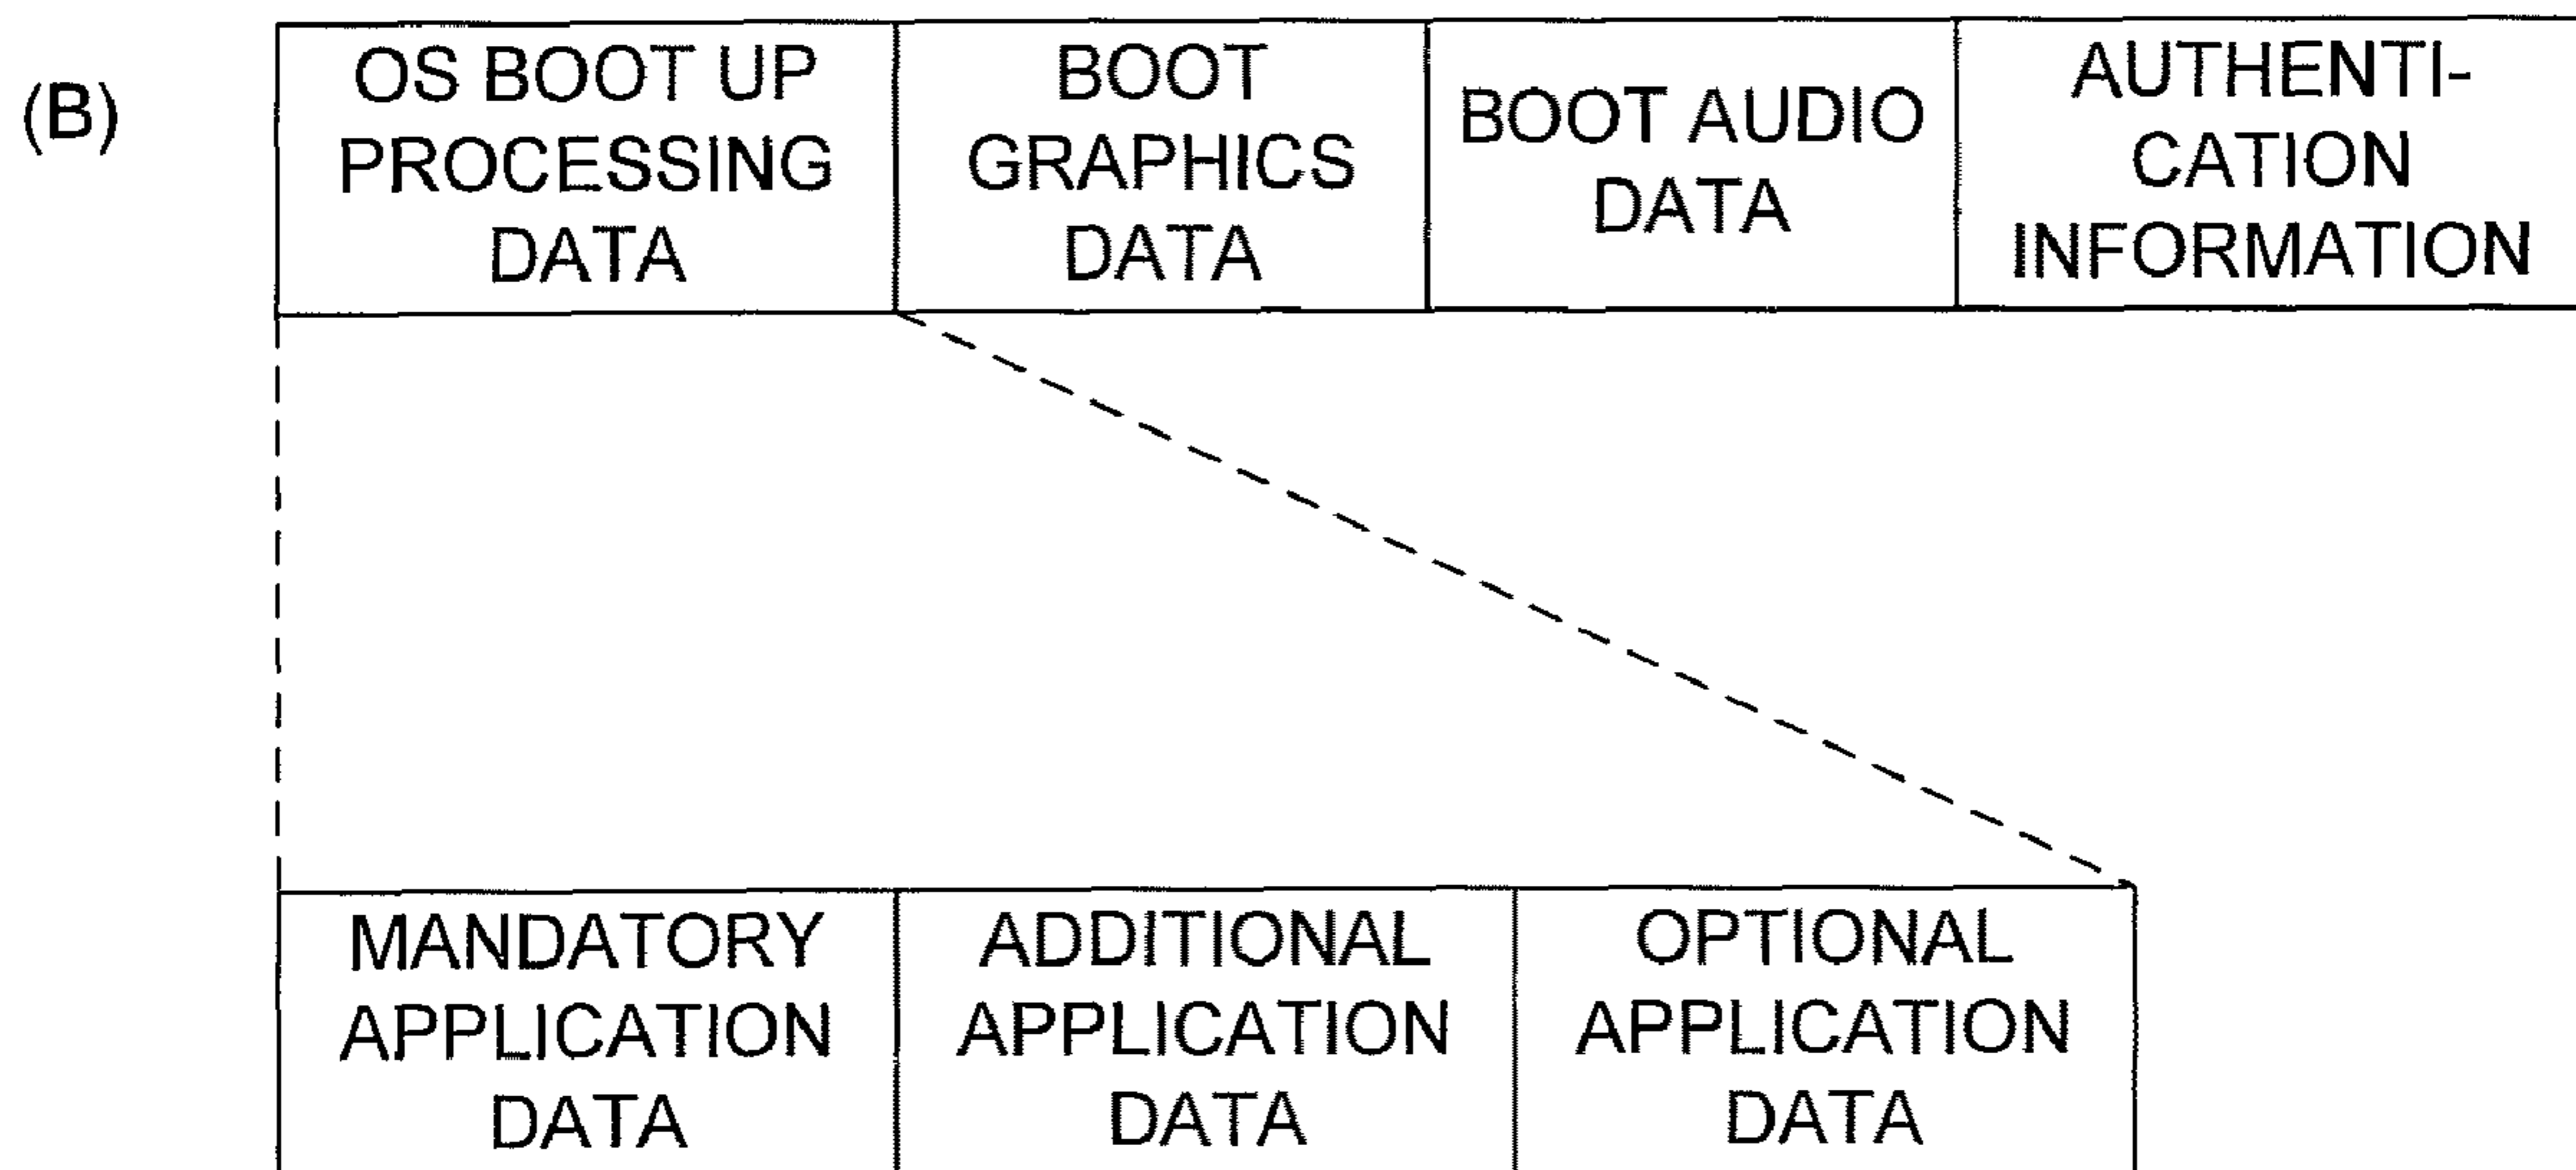 (B)
OS BOOT UP
PROCESSING
DATA
BOOT
GRAPHICS
DATA
BOOT AUDIO
DATA
AUTHENTI-
CATION
INFORMATION
MANDATORY
APPLICATION
DATA
ADDITIONAL
APPLICATION
DATA
OPTIONAL
APPLICATION
DATA